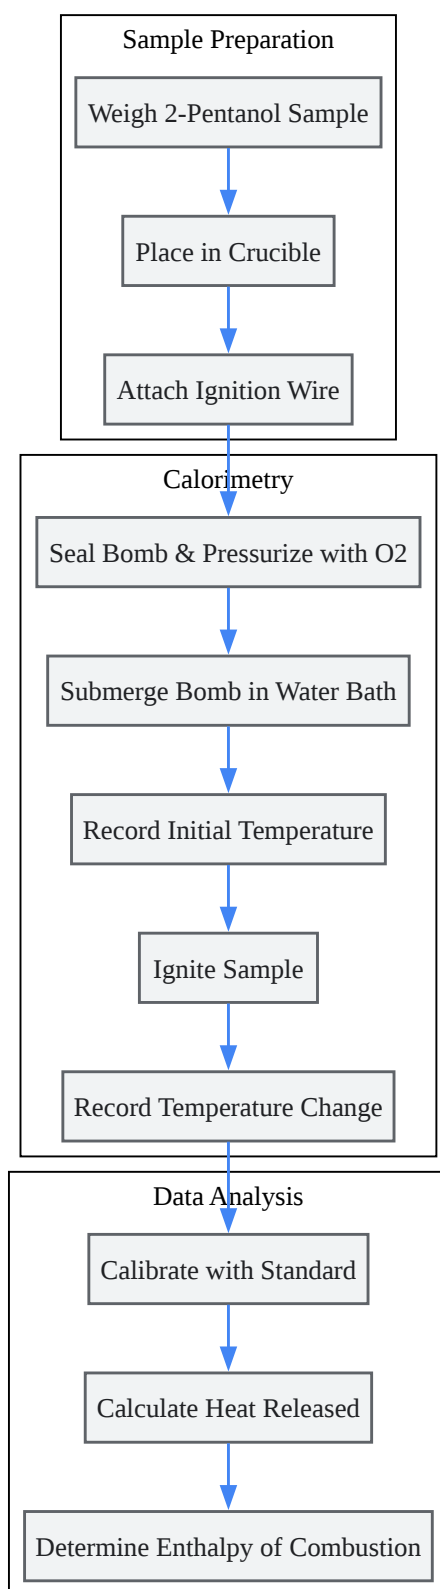 Sample Preparation
Weigh 2-Pentanol Sample
Place in Crucible
Attach Ignition Wire
Calorimetry
Seal Bomb & Pressurize with O2
Submerge Bomb in Water Bath
Record Initial Temperature
Ignite Sample
Record Temperature Change
Data Analysis
Calibrate with Standard
Calculate Heat Released
Determine Enthalpy of Combustion